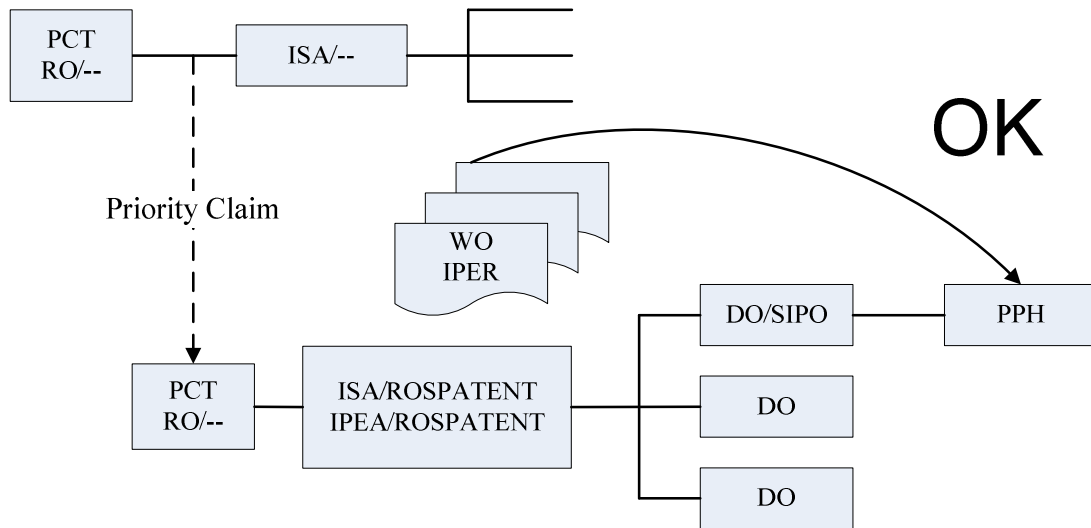 PCT
RO/--
ISA/--
OK
Priority Claim
WO
IPER
DO/SIPO
PPH
PCT
RO/--
ISA/ROSPATENT
IPEA/ROSPATENT
DO
DO